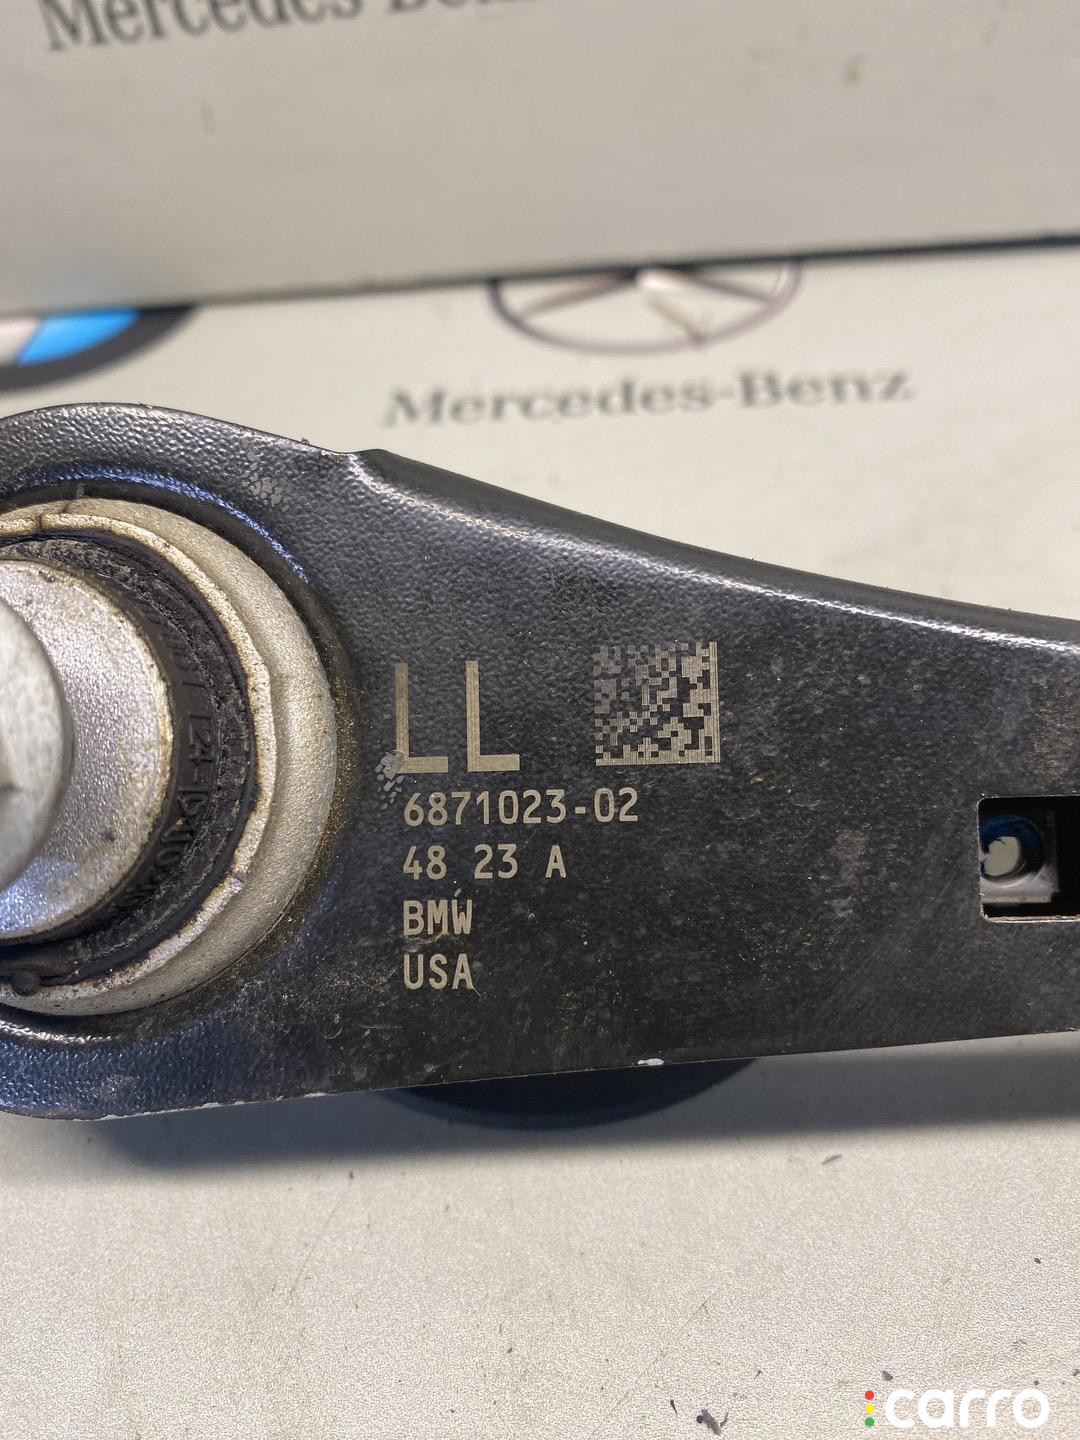 Mercedes-Benz
Mercedes-Benz
LL
6871023-02
48 23 A
BMW
USA
carro